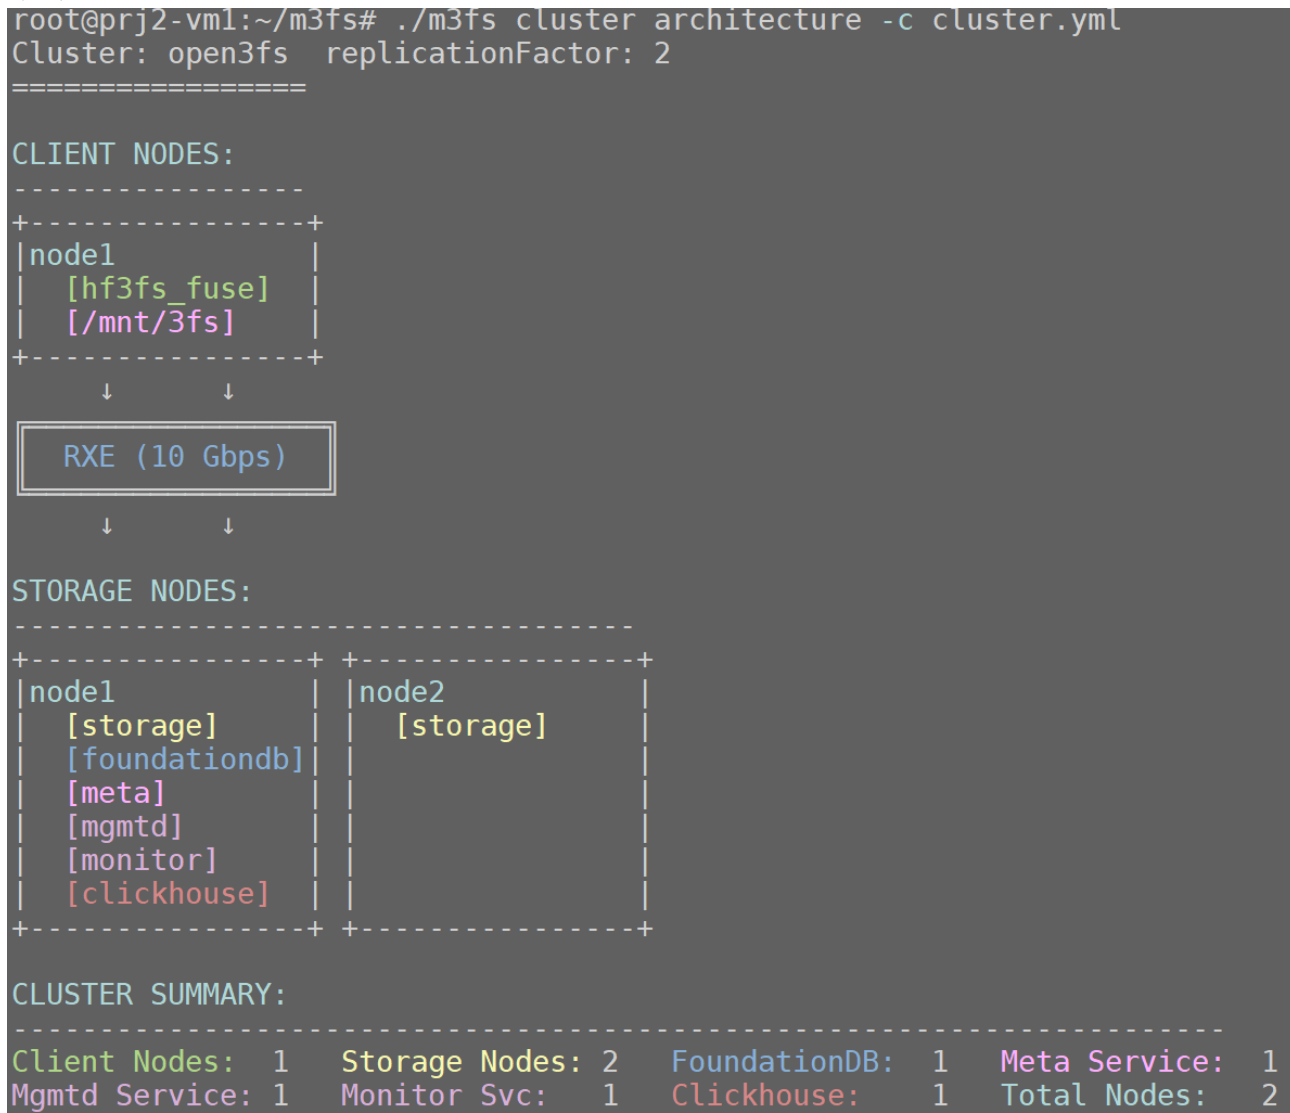 root@prj2-vm1:~/m3fs# ./m3fs cluster architecture -c cluster.yml
Cluster: open3fs  replicationFactor: 2
=================
CLIENT NODES:
-----------------
+----------------+
|node1           |
|  [hf3fs_fuse]  |
|  [/mnt/3fs]    |
+----------------+
     ↓      ↓
╔══════════════════╗
║  RXE (10 Gbps)   ║
╚══════════════════╝
     ↓      ↓
STORAGE NODES:
------------------------------------
+----------------+ +----------------+
|node1           | |node2           |
|  [storage]     | |  [storage]     |
|  [foundationdb]| |                |
|  [meta]        | |                |
|  [mgmtd]       | |                |
|  [monitor]     | |                |
|  [clickhouse]  | |                |
+----------------+ +----------------+
CLUSTER SUMMARY:
----------------------------------------------------------------------
Client Nodes:  1   Storage Nodes: 2   FoundationDB:  1   Meta Service:  1
Mgmtd Service: 1   Monitor Svc:   1   Clickhouse:    1   Total Nodes:   2